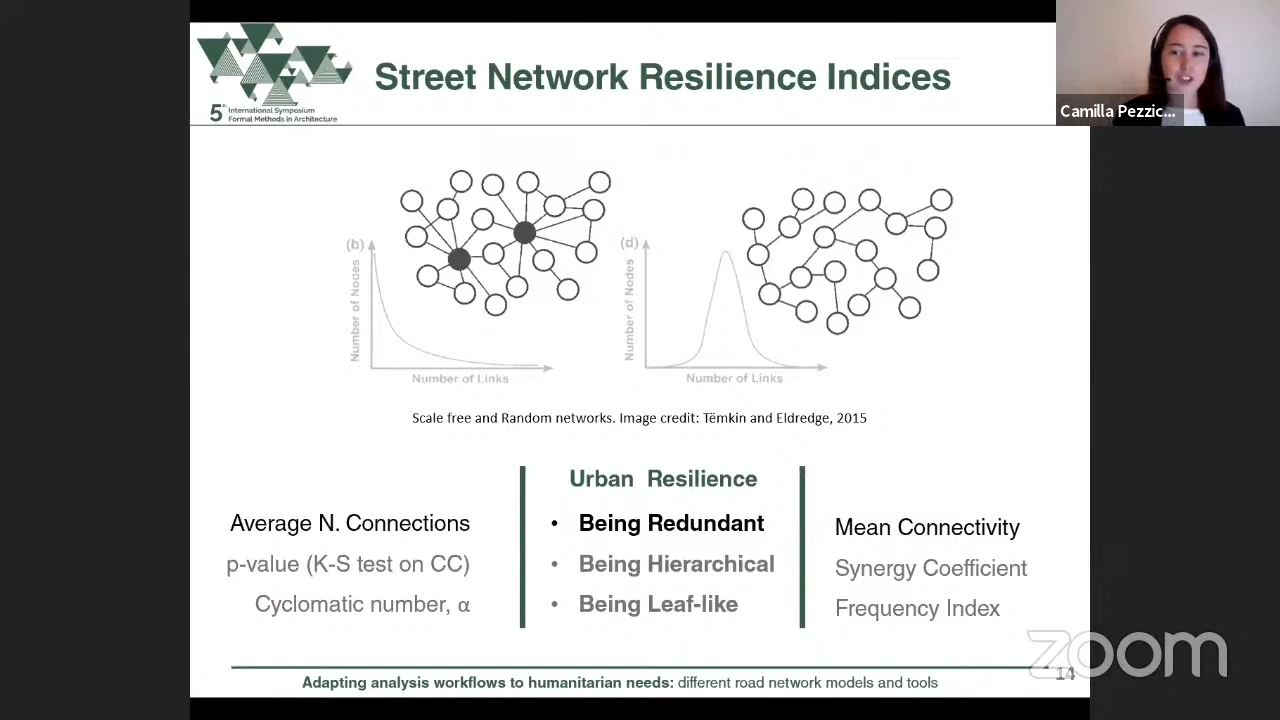 Street Network Resilience Indices
5th International Symposium
Formal Methods in Architecture
Camilla Pezzic...
(b)
Number of Nodes
Number of Links
(d)
Number of Nodes
Number of Links
Scale free and Random networks. Image credit: Tëmkin and Eldredge, 2015
Average N. Connections
p-value (K-S test on CC)
Cyclomatic number, α
Urban Resilience
• Being Redundant
• Being Hierarchical
• Being Leaf-like
Mean Connectivity
Synergy Coefficient
Frequency Index
zoom
14
Adapting analysis workflows to humanitarian needs: different road network models and tools